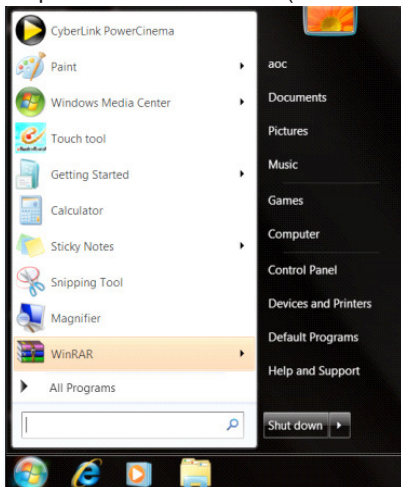 CyberLink PowerCinema
Paint
Windows Media Center
Touch tool
Getting Started
Calculator
Sticky Notes
Snipping Tool
Magnifier
WinRAR
All Programs
aoc
Documents
Pictures
Music
Games
Computer
Control Panel
Devices and Printers
Default Programs
Help and Support
Shut down